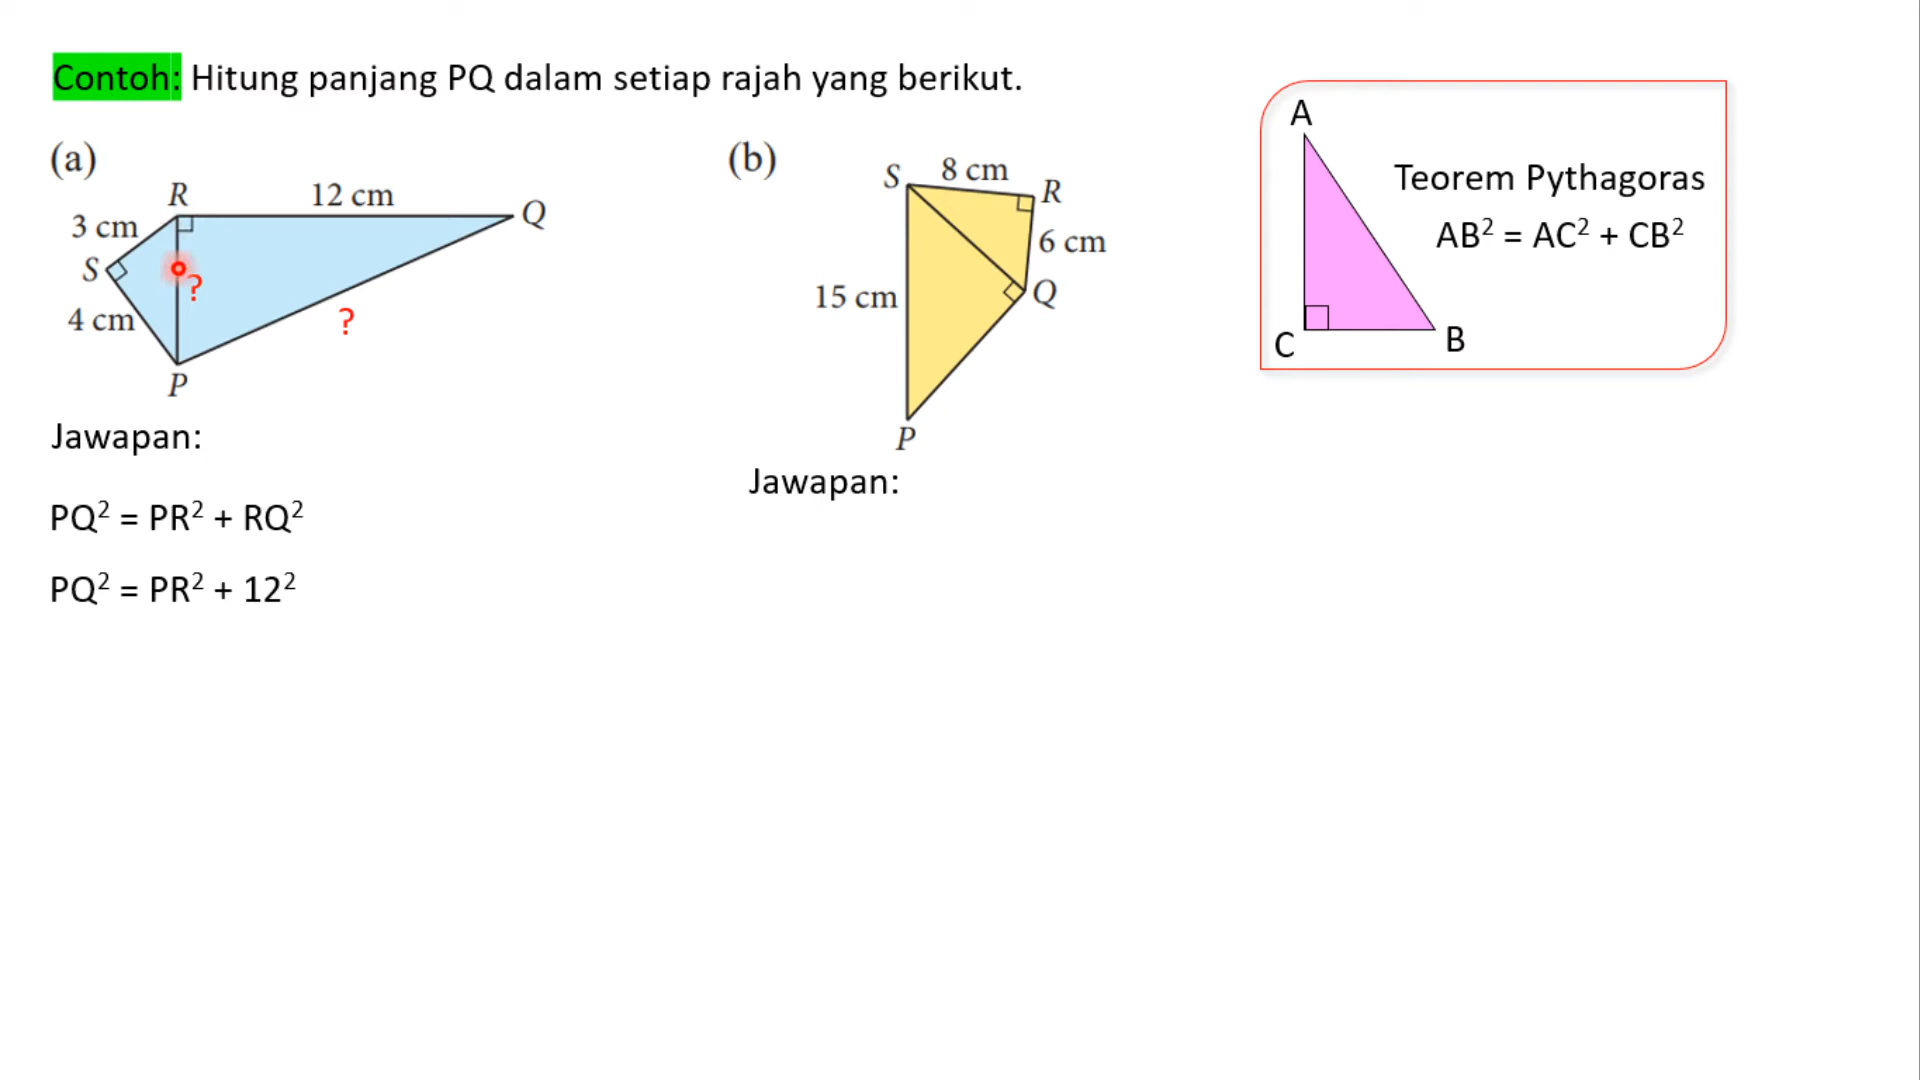 Contoh: Hitung panjang PQ dalam setiap rajah yang berikut.
(a)
R
12 cm
Q
3 cm
S
?
4 cm
?
P
Jawapan:
PQ² = PR² + RQ²
PQ² = PR² + 12²
(b)
S
8 cm
R
6 cm
15 cm
Q
P
Jawapan:
A
Teorem Pythagoras
AB² = AC² + CB²
C
B